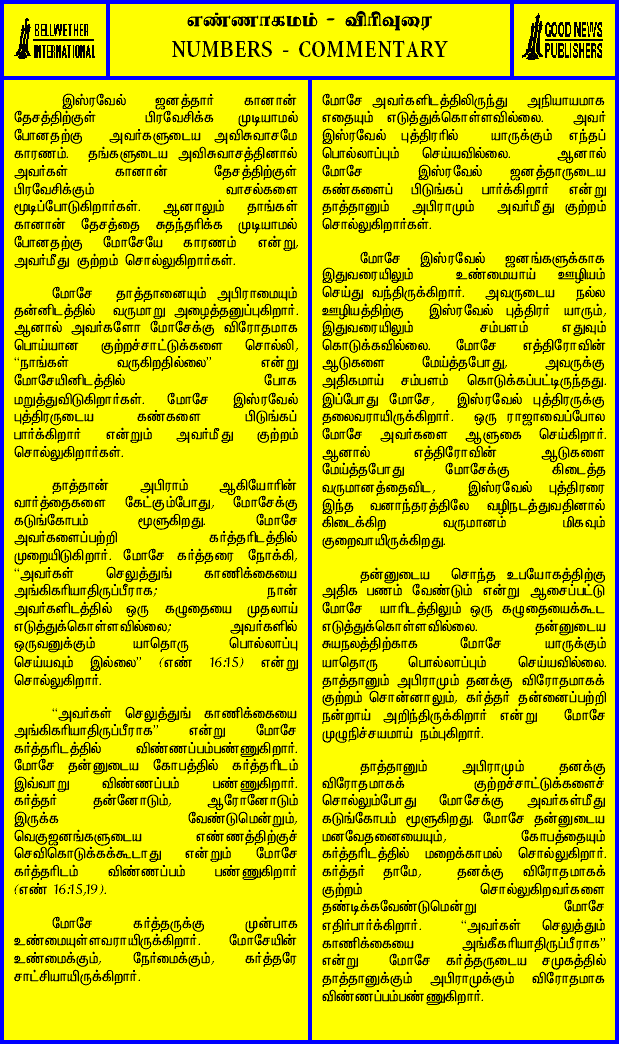 BELLWETHER
INTERNATIONAL
எண்ணாகமம் - விரிவுரை
NUMBERS - COMMENTARY
GOOD NEWS
PUBLISHERS
இஸ்ரவேல் ஜனத்தார் கானான்
தேசத்திற்குள் பிரவேசிக்க முடியாமல்
போனதற்கு அவர்களுடைய அவிசுவாசமே
காரணம். தங்களுடைய அவிசுவாசத்தினால்
அவர்கள் கானான் தேசத்திற்குள்
பிரவேசிக்கும் வாசல்களை
மூடிப்போடுகிறார்கள். ஆனாலும் தாங்கள்
கானான் தேசத்தை சுதந்தரிக்க முடியாமல்
போனதற்கு மோசேயே காரணம் என்று,
அவர்மீது குற்றம் சொல்லுகிறார்கள்.
மோசே தாத்தானையும் அபிராமையும்
தன்னிடத்தில் வருமாறு அழைத்தனுப்புகிறார்.
ஆனால் அவர்களோ மோசேக்கு விரோதமாக
பொய்யான குற்றச்சாட்டுக்களை சொல்லி,
“நாங்கள் வருகிறதில்லை” என்று
மோசேயினிடத்தில் போக
மறுத்துவிடுகிறார்கள். மோசே இஸ்ரவேல்
புத்திரருடைய கண்களை பிடுங்கப்
பார்க்கிறார் என்றும் அவர்மீது குற்றம்
சொல்லுகிறார்கள்.
தாத்தான் அபிராம் ஆகியோரின்
வார்த்தைகளை கேட்கும்போது, மோசேக்கு
கடுங்கோபம் மூளுகிறது. மோசே
அவர்களைப்பற்றி கர்த்தரிடத்தில்
முறையிடுகிறார். மோசே கர்த்தரை நோக்கி,
“அவர்கள் செலுத்துங் காணிக்கையை
அங்கிகரியாதிருப்பீராக; நான்
அவர்களிடத்தில் ஒரு கழுதையை முதலாய்
எடுத்துக்கொள்ளவில்லை; அவர்களில்
ஒருவனுக்கும் யாதொரு பொல்லாப்பு
செய்யவும் இல்லை” (எண் 16:15) என்று
சொல்லுகிறார்.
“அவர்கள் செலுத்துங் காணிக்கையை
அங்கிகரியாதிருப்பீராக” என்று மோசே
கர்த்தரிடத்தில் விண்ணப்பம்பண்ணுகிறார்.
மோசே தன்னுடைய கோபத்தில் கர்த்தரிடம்
இவ்வாறு விண்ணப்பம் பண்ணுகிறார்.
கர்த்தர் தன்னோடும், ஆரோனோடும்
இருக்க வேண்டுமென்றும்,
வெகுஜனங்களுடைய எண்ணத்திற்குச்
செவிகொடுக்கக்கூடாது என்றும் மோசே
கர்த்தரிடம் விண்ணப்பம் பண்ணுகிறார்
(எண் 16:15,19).
மோசே கர்த்தருக்கு முன்பாக
உண்மையுள்ளவராயிருக்கிறார். மோசேயின்
உண்மைக்கும், நேர்மைக்கும், கர்த்தரே
சாட்சியாயிருக்கிறார்.
மோசே அவர்களிடத்திலிருந்து அநியாயமாக
எதையும் எடுத்துக்கொள்ளவில்லை. அவர்
இஸ்ரவேல் புத்திரரில் யாருக்கும் எந்தப்
பொல்லாப்பும் செய்யவில்லை. ஆனால்
மோசே இஸ்ரவேல் ஜனத்தாருடைய
கண்களைப் பிடுங்கப் பார்க்கிறார் என்று
தாத்தானும் அபிராமும் அவர்மீது குற்றம்
சொல்லுகிறார்கள்.
மோசே இஸ்ரவேல் ஜனங்களுக்காக
இதுவரையிலும் உண்மையாய் ஊழியம்
செய்து வந்திருக்கிறார். அவருடைய நல்ல
ஊழியத்திற்கு இஸ்ரவேல் புத்திரர் யாரும்,
இதுவரையிலும் சம்பளம் எதுவும்
கொடுக்கவில்லை. மோசே எத்திரோவின்
ஆடுகளை மேய்த்தபோது, அவருக்கு
அதிகமாய் சம்பளம் கொடுக்கப்பட்டிருந்தது.
இப்போது மோசே, இஸ்ரவேல் புத்திரருக்கு
தலைவராயிருக்கிறார். ஒரு ராஜாவைப்போல
மோசே அவர்களை ஆளுகை செய்கிறார்.
ஆனால் எத்திரோவின் ஆடுகளை
மேய்த்தபோது மோசேக்கு கிடைத்த
வருமானத்தைவிட, இஸ்ரவேல் புத்திரரை
இந்த வனாந்தரத்திலே வழிநடத்துவதினால்
கிடைக்கிற வருமானம் மிகவும்
குறைவாயிருக்கிறது.
தன்னுடைய சொந்த உபயோகத்திற்கு
அதிக பணம் வேண்டும் என்று ஆசைப்பட்டு
மோசே யாரிடத்திலும் ஒரு கழுதையைக்கூட
எடுத்துக்கொள்ளவில்லை. தன்னுடைய
சுயநலத்திற்காக மோசே யாருக்கும்
யாதொரு பொல்லாப்பும் செய்யவில்லை.
தாத்தானும் அபிராமும் தனக்கு விரோதமாகக்
குற்றம் சொன்னாலும், கர்த்தர் தன்னைப்பற்றி
நன்றாய் அறிந்திருக்கிறார் என்று மோசே
முழுநிச்சயமாய் நம்புகிறார்.
தாத்தானும் அபிராமும் தனக்கு
விரோதமாகக் குற்றச்சாட்டுக்களைச்
சொல்லும்போது மோசேக்கு அவர்கள்மீது
கடுங்கோபம் மூளுகிறது. மோசே தன்னுடைய
மனவேதனையையும், கோபத்தையும்
கர்த்தரிடத்தில் மறைக்காமல் சொல்லுகிறார்.
கர்த்தர் தாமே, தனக்கு விரோதமாகக்
குற்றம் சொல்லுகிறவர்களை
தண்டிக்கவேண்டுமென்று மோசே
எதிர்பார்க்கிறார். “அவர்கள் செலுத்தும்
காணிக்கையை அங்கீகரியாதிருப்பீராக”
என்று மோசே கர்த்தருடைய சமுகத்தில்
தாத்தானுக்கும் அபிராமுக்கும் விரோதமாக
விண்ணப்பம்பண்ணுகிறார்.